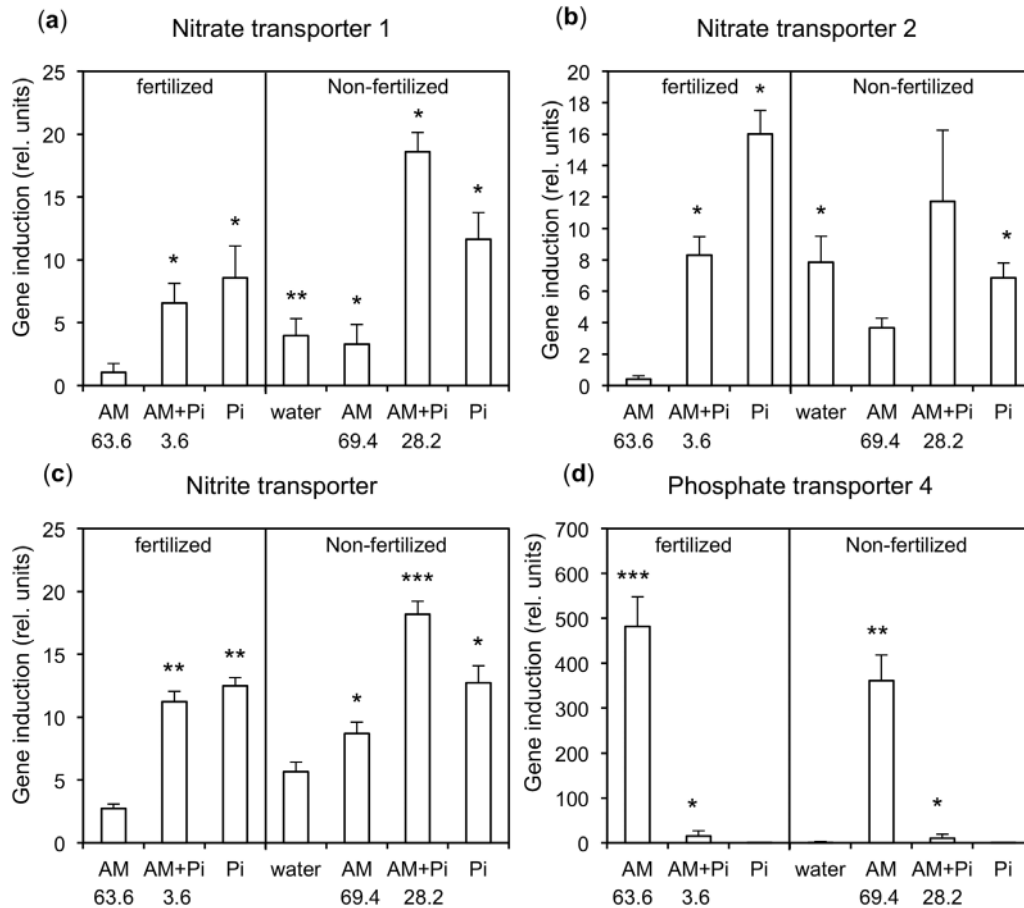 (a)
Nitrate transporter 1
Gene induction (rel. units)
25
20
15
10
5
0
fertilized
Non-fertilized
*
*
**
*
*
*
AM AM+Pi Pi water AM AM+Pi Pi
63.6 3.6 69.4 28.2
(b)
Nitrate transporter 2
Gene induction (rel. units)
20
18
16
14
12
10
8
6
4
2
0
fertilized
Non-fertilized
*
*
*
*
AM AM+Pi Pi water AM AM+Pi Pi
63.6 3.6 69.4 28.2
(c)
Nitrite transporter
Gene induction (rel. units)
25
20
15
10
5
0
fertilized
Non-fertilized
**
**
*
***
*
AM AM+Pi Pi water AM AM+Pi Pi
63.6 3.6 69.4 28.2
(d)
Phosphate transporter 4
Gene induction (rel. units)
700
600
500
400
300
200
100
0
fertilized
Non-fertilized
***
*
**
*
AM AM+Pi Pi water AM AM+Pi Pi
63.6 3.6 69.4 28.2